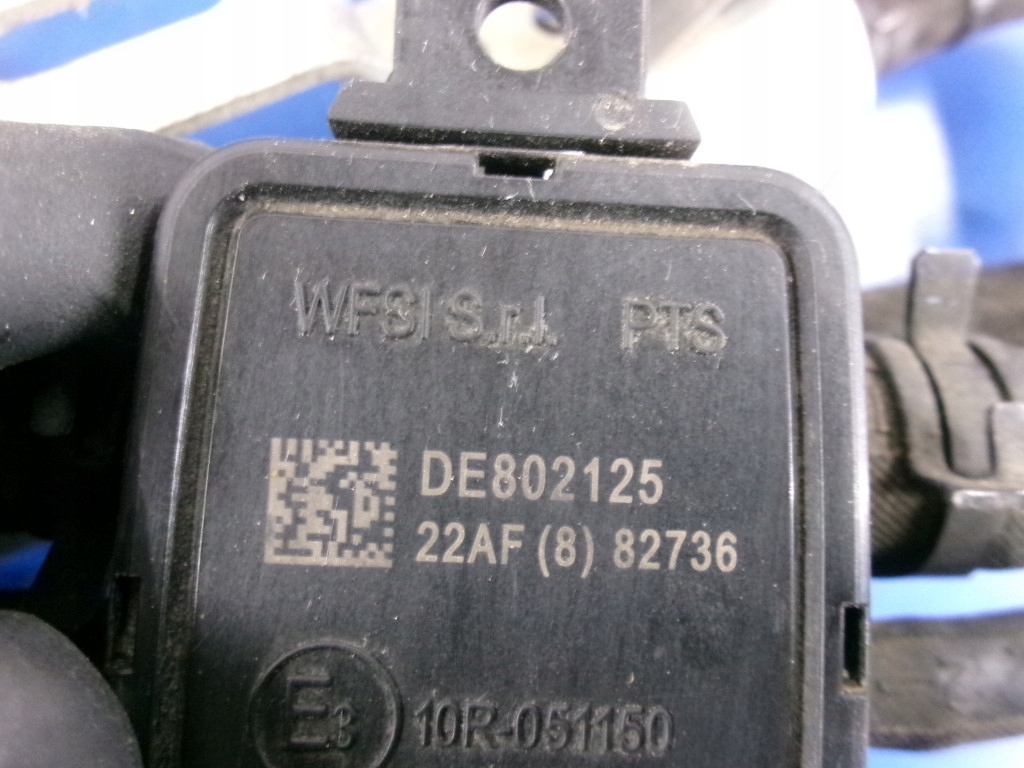 WFSI S.r.l. PTS
DE802125
22AF (8) 82736
E3 10R-051150